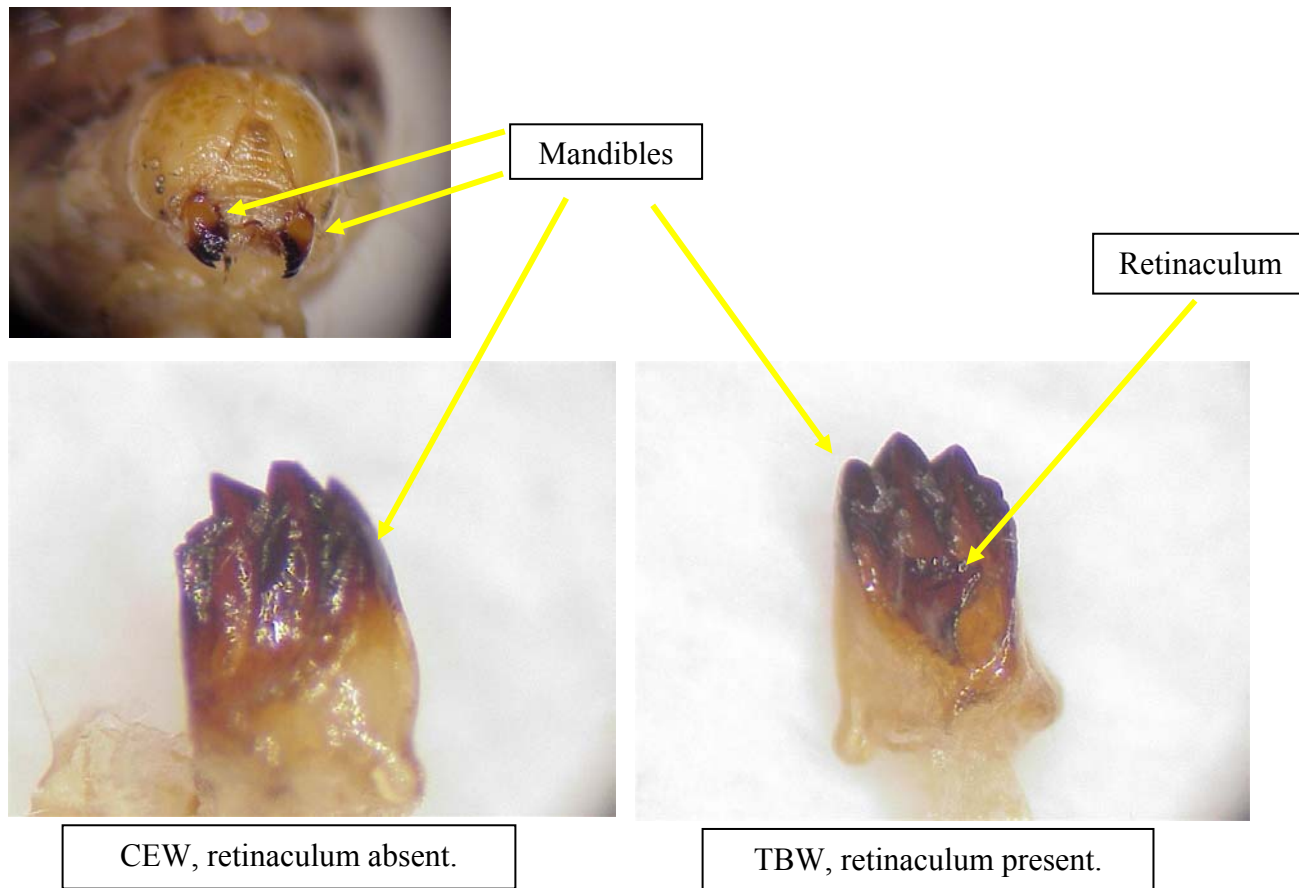 Mandibles
Retinaculum
CEW, retinaculum absent.
TBW, retinaculum present.